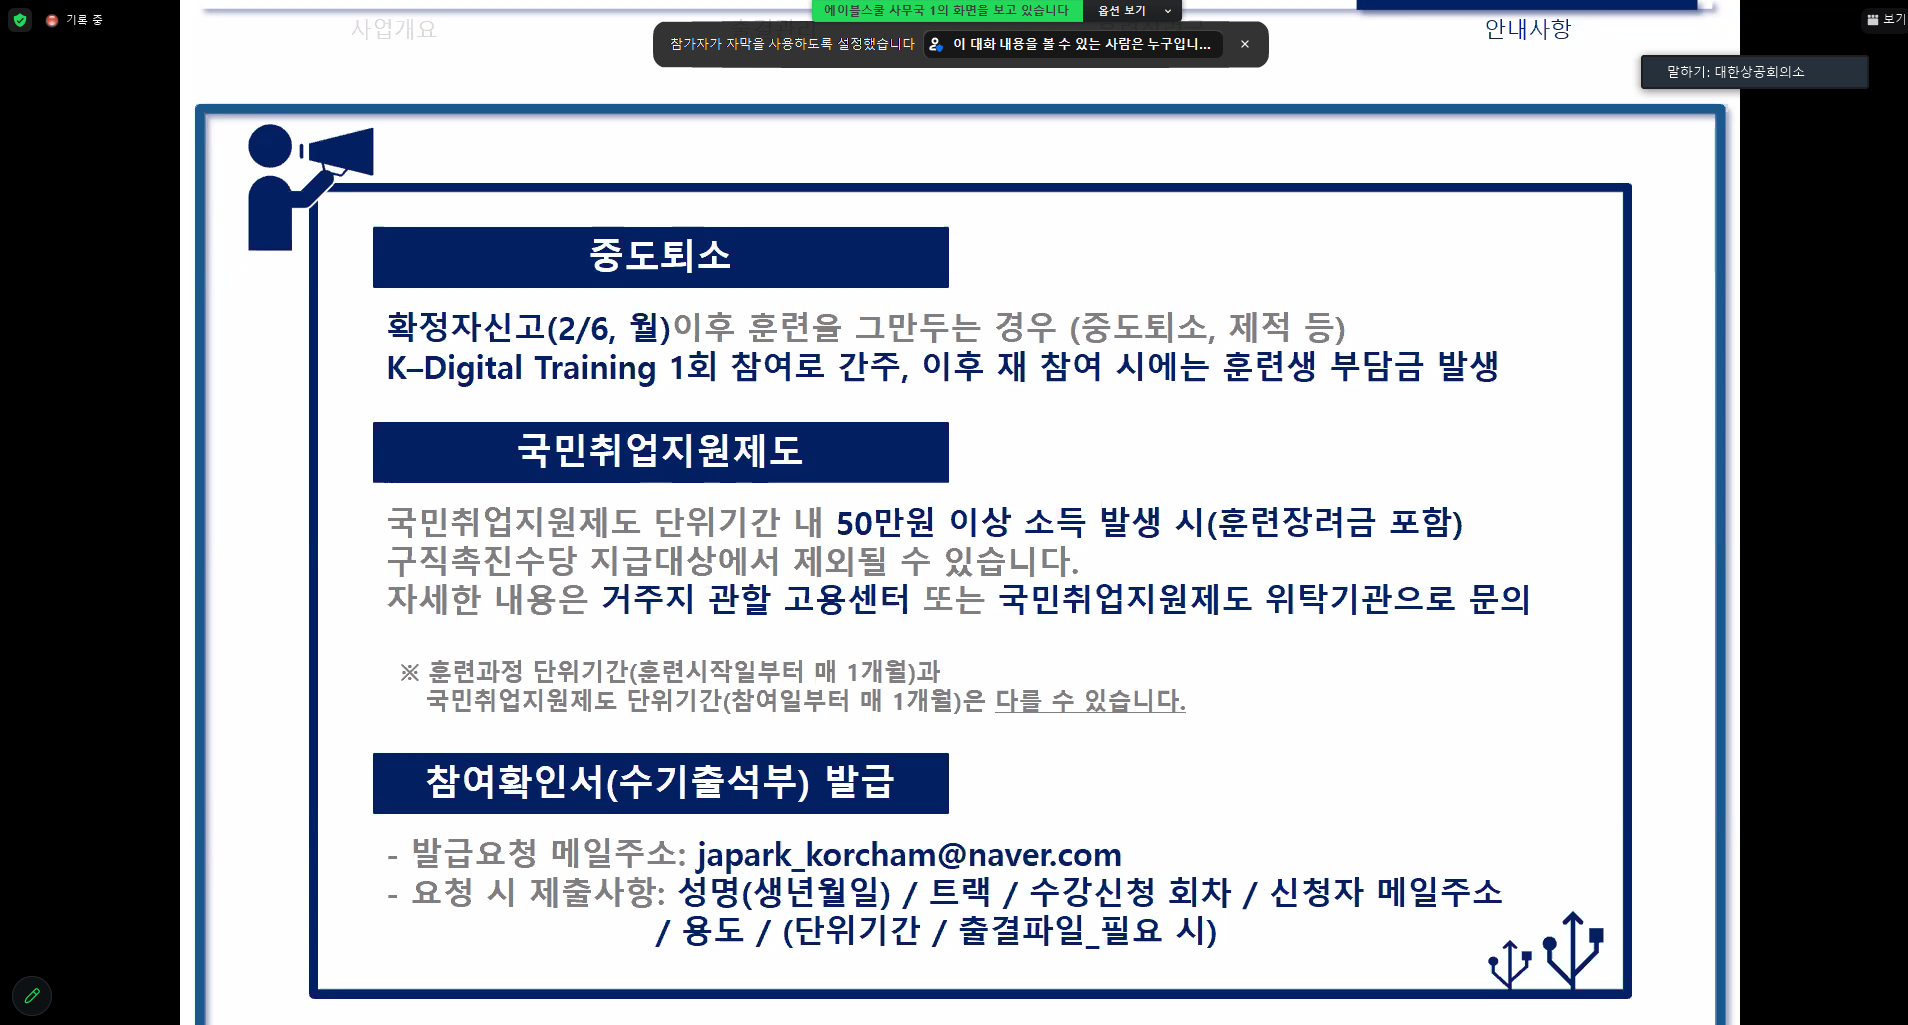 기록 중
에이블스쿨 사무국 1의 화면을 보고 있습니다
옵션 보기
보기
사업개요
안내사항
참가자가 자막을 사용하도록 설정했습니다
이 대화 내용을 볼 수 있는 사람은 누구입니...
말하기: 대한상공회의소
중도퇴소
확정자신고(2/6, 월)이후 훈련을 그만두는 경우 (중도퇴소, 제적 등)
K–Digital Training 1회 참여로 간주, 이후 재 참여 시에는 훈련생 부담금 발생
국민취업지원제도
국민취업지원제도 단위기간 내 50만원 이상 소득 발생 시(훈련장려금 포함)
구직촉진수당 지급대상에서 제외될 수 있습니다.
자세한 내용은 거주지 관할 고용센터 또는 국민취업지원제도 위탁기관으로 문의
※ 훈련과정 단위기간(훈련시작일부터 매 1개월)과
국민취업지원제도 단위기간(참여일부터 매 1개월)은 다를 수 있습니다.
참여확인서(수기출석부) 발급
- 발급요청 메일주소: japark_korcham@naver.com
- 요청 시 제출사항: 성명(생년월일) / 트랙 / 수강신청 회차 / 신청자 메일주소
/ 용도 / (단위기간 / 출결파일_필요 시)